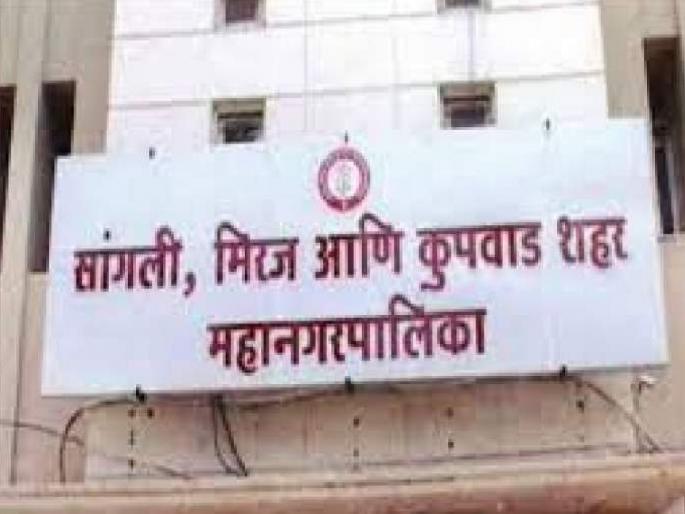 सांगली, मिरज आणि कुपवाड शहर
महानगरपालिका